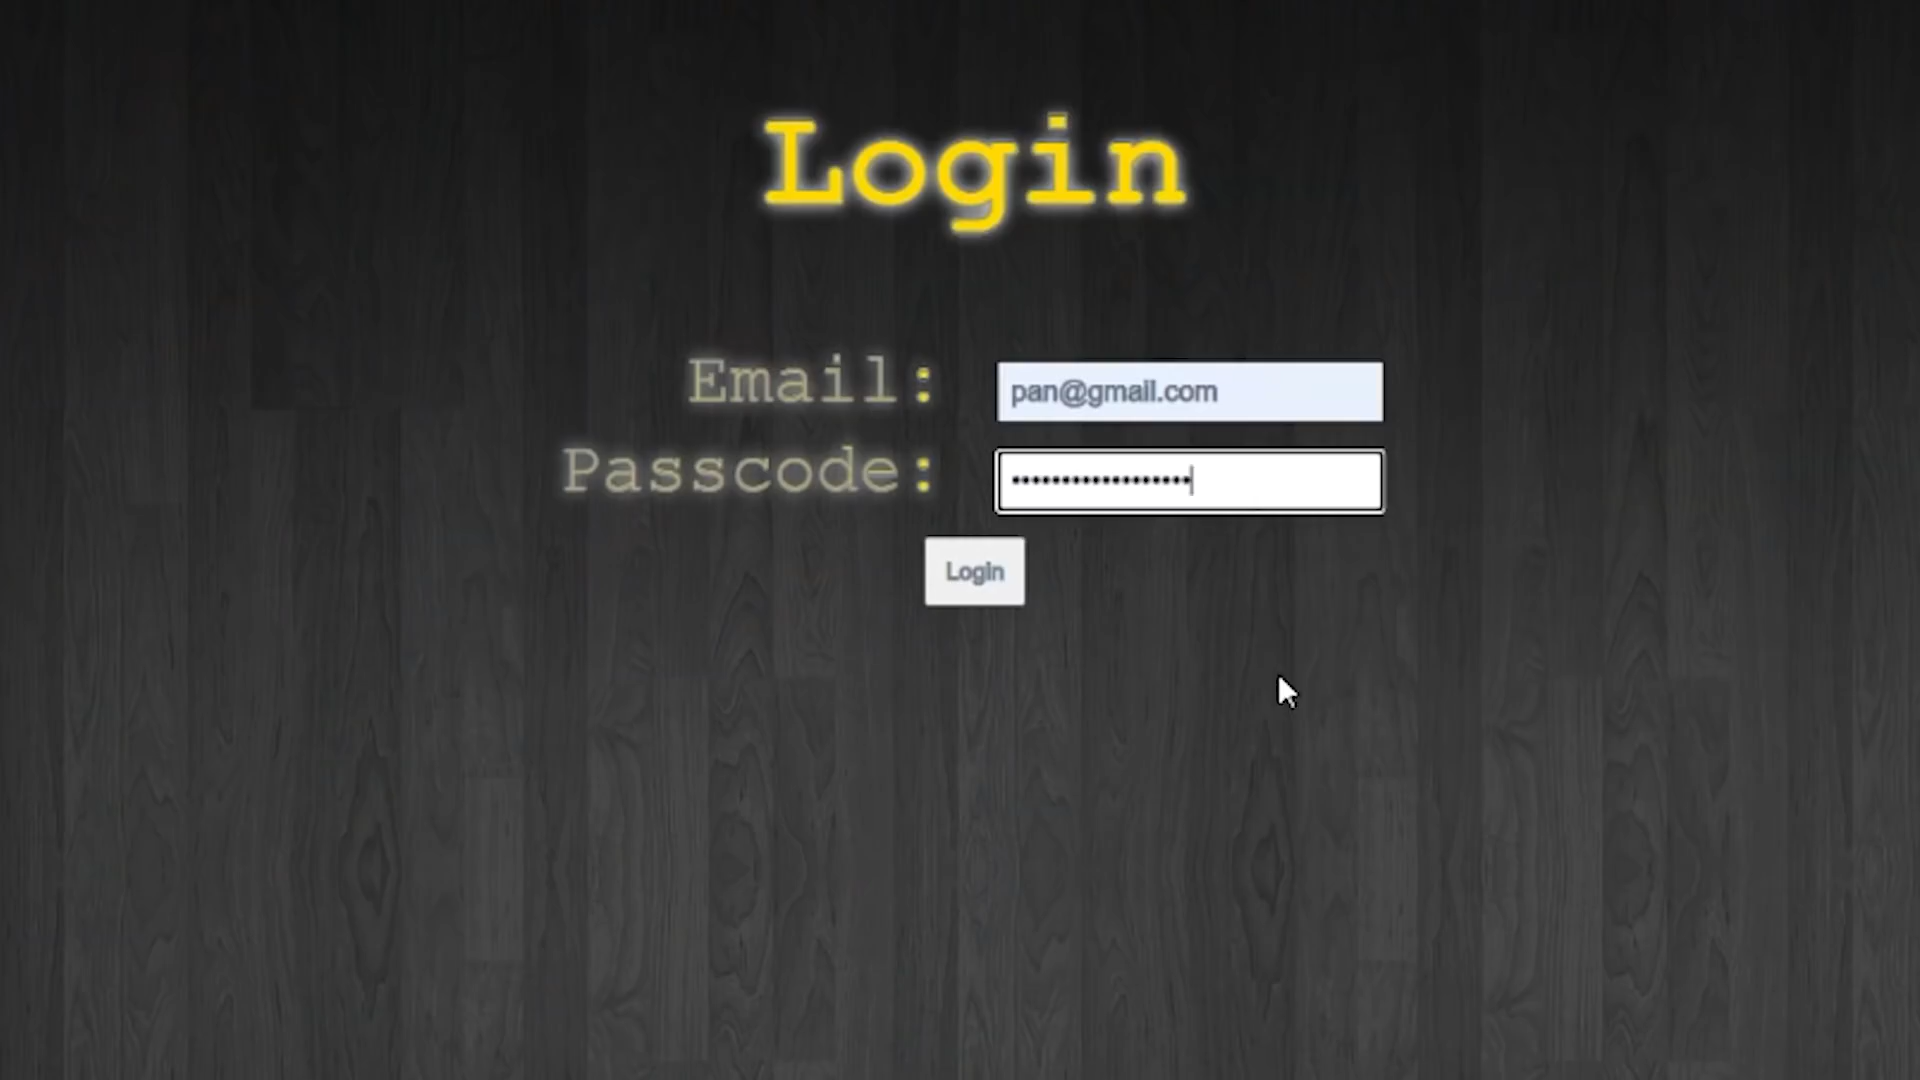 Login
Email:
pan@gmail.com
Passcode:
••••••••••••••••••
Login